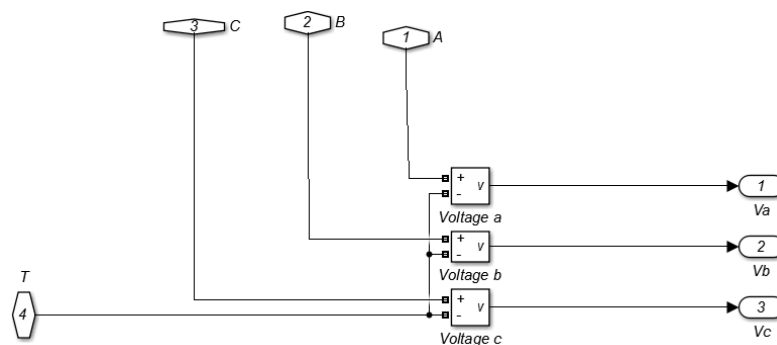 3 C
2 B
1 A
+
- v
Voltage a
1
Va
+
- v
Voltage b
2
Vb
T
4
+
- v
Voltage c
3
Vc